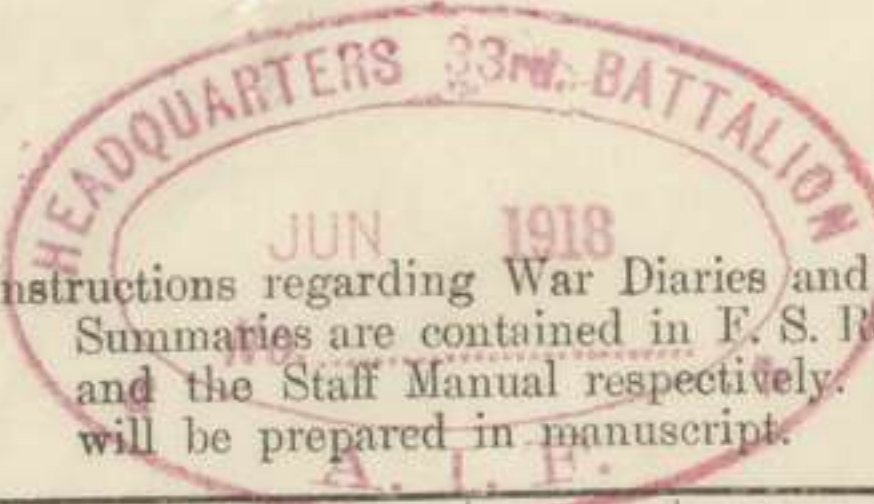 HEADQUARTERS 33rd. BATTALION
JUN 1918
nstructions regarding War Diaries and
Summaries are contained in F. S. R
No.
and the Staff Manual respectively.
will be prepared in manuscript.
A. I. F.